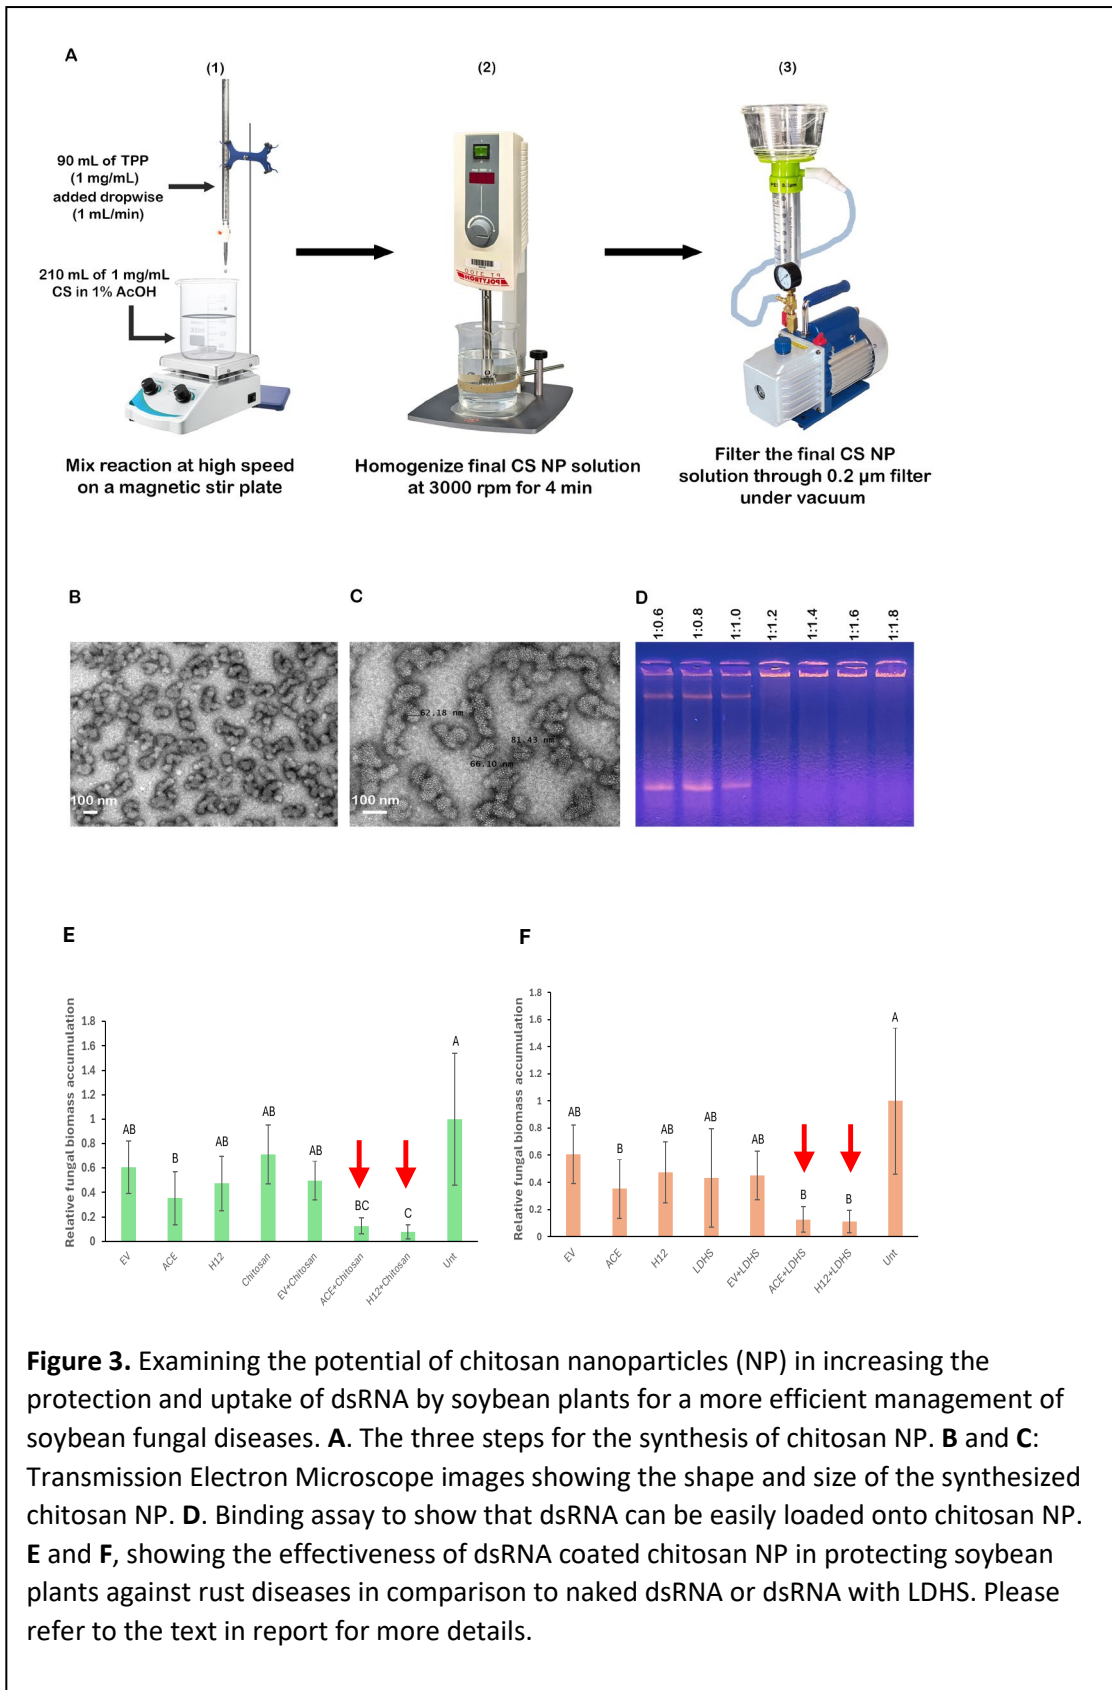 A
(1)
(2)
(3)
90 mL of TPP
(1 mg/mL)
added dropwise
(1 mL/min)
210 mL of 1 mg/mL
CS in 1% AcOH
PT 3100
POLYTRON
Mix reaction at high speed
on a magnetic stir plate
Homogenize final CS NP solution
at 3000 rpm for 4 min
Filter the final CS NP
solution through 0.2 µm filter
under vacuum
B
C
D
1:0.6
1:0.8
1:1.0
1:1.2
1:1.4
1:1.6
1:1.8
62.18 nm
81.43 nm
66.10 nm
100 nm
100 nm
E
Relative fungal biomass accumulation
1.8
1.6
1.4
1.2
1
0.8
0.6
0.4
0.2
0
AB
B
AB
AB
AB
BC
C
A
EV
ACE
H12
Chitosan
EV+Chitosan
ACE+Chitosan
H12+Chitosan
Unt
F
Relative fungal biomass accumulation
1.8
1.6
1.4
1.2
1
0.8
0.6
0.4
0.2
0
AB
B
AB
AB
AB
B
B
A
EV
ACE
H12
LDHS
EV+LDHS
ACE+LDHS
H12+LDHS
Unt
Figure 3. Examining the potential of chitosan nanoparticles (NP) in increasing the
protection and uptake of dsRNA by soybean plants for a more efficient management of
soybean fungal diseases. A. The three steps for the synthesis of chitosan NP. B and C:
Transmission Electron Microscope images showing the shape and size of the synthesized
chitosan NP. D. Binding assay to show that dsRNA can be easily loaded onto chitosan NP.
E and F, showing the effectiveness of dsRNA coated chitosan NP in protecting soybean
plants against rust diseases in comparison to naked dsRNA or dsRNA with LDHS. Please
refer to the text in report for more details.